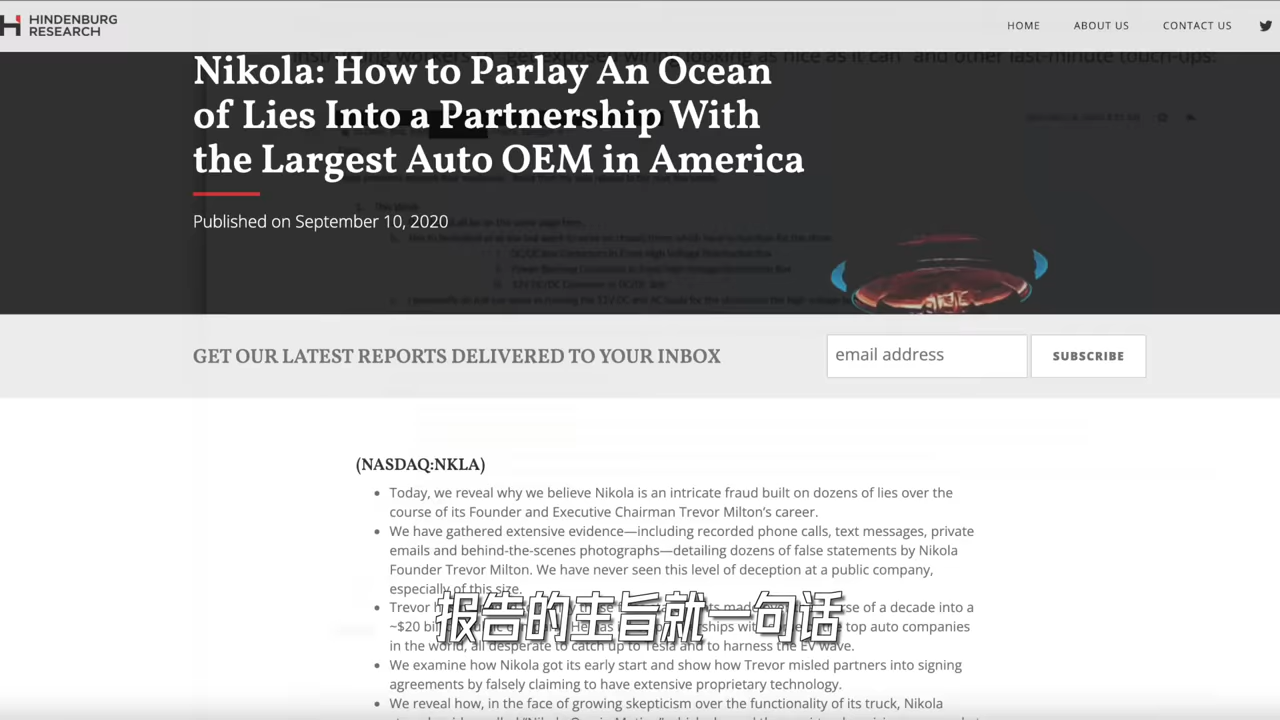 HINDENBURG
RESEARCH
HOME
ABOUT US
CONTACT US
Nikola: How to Parlay An Ocean
of Lies Into a Partnership With
the Largest Auto OEM in America
Published on September 10, 2020
GET OUR LATEST REPORTS DELIVERED TO YOUR INBOX
email address
SUBSCRIBE
(NASDAQ:NKLA)
Today, we reveal why we believe Nikola is an intricate fraud built on dozens of lies over the
course of its Founder and Executive Chairman Trevor Milton's career.
We have gathered extensive evidence—including recorded phone calls, text messages, private
emails and behind-the-scenes photographs—detailing dozens of false statements by Nikola
Founder Trevor Milton. We have never seen this level of deception at a public company,
especially of this size.
Trevor
of a decade into a
~$20
top auto companies
in the world, all desperate to catch up to Tesla and to harness the EV wave.
报告的主旨就一句话
We examine how Nikola got its early start and show how Trevor misled partners into signing
agreements by falsely claiming to have extensive proprietary technology.
We reveal how, in the face of growing skepticism over the functionality of its truck, Nikola